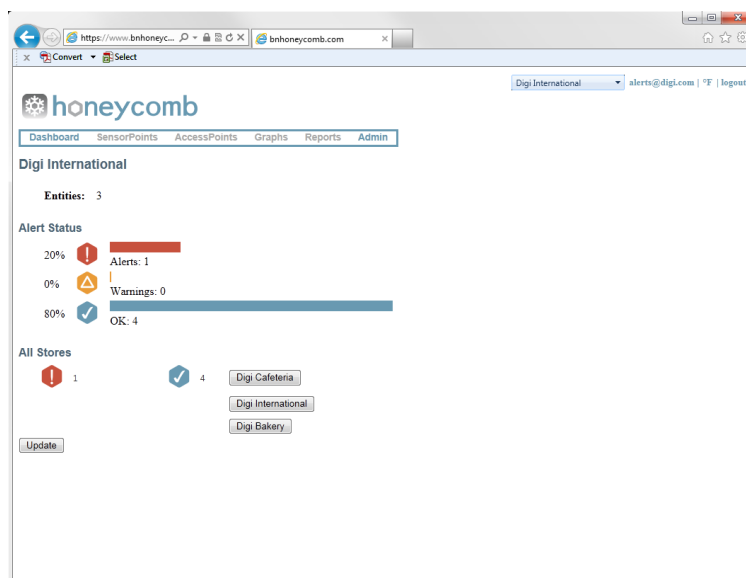 https://www.bnhoneyc...
bnhoneycomb.com
x Convert Select
Digi International alerts@digi.com | °F | logout
honeycomb
Dashboard SensorPoints AccessPoints Graphs Reports Admin
Digi International
Entities: 3
Alert Status
20%
Alerts: 1
0%
Warnings: 0
80%
OK: 4
All Stores
1 4 Digi Cafeteria
Digi International
Digi Bakery
Update